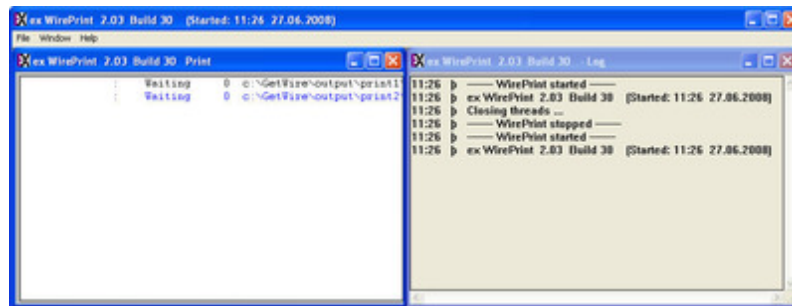 ex WirePrint 2.03 Build 30 (Started: 11:26 27.06.2008)
File Window Help
ex WirePrint 2.03 Build 30 Print
: Waiting 0 c:\GetWire\output\print1
: Waiting 0 c:\GetWire\output\print2
ex WirePrint 2.03 Build 30 - Log
11:26 þ —— WirePrint started ——
11:26 þ ex WirePrint 2.03 Build 30 (Started: 11:26 27.06.2008)
11:26 þ Closing threads ...
11:26 þ —— WirePrint stopped ——
11:26 þ —— WirePrint started ——
11:26 þ ex WirePrint 2.03 Build 30 (Started: 11:26 27.06.2008)